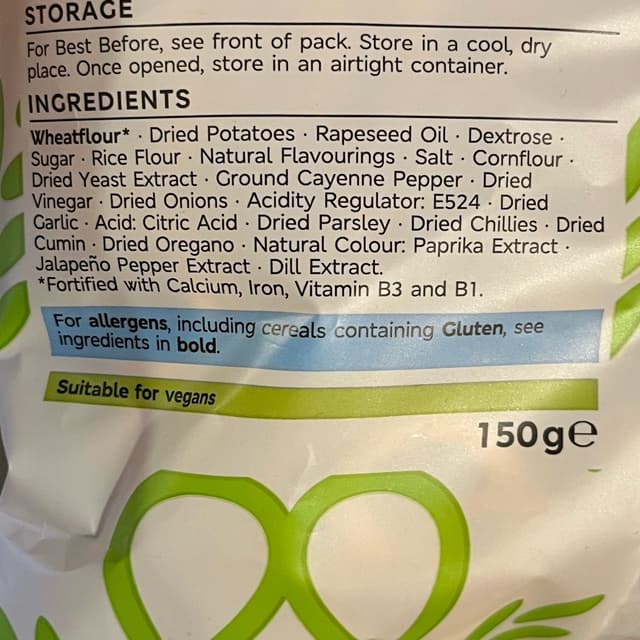 STORAGE
For Best Before, see front of pack. Store in a cool, dry
place. Once opened, store in an airtight container.
INGREDIENTS
Wheatflour* · Dried Potatoes · Rapeseed Oil · Dextrose ·
Sugar · Rice Flour · Natural Flavourings · Salt · Cornflour ·
Dried Yeast Extract · Ground Cayenne Pepper · Dried
Vinegar · Dried Onions · Acidity Regulator: E524 · Dried
Garlic · Acid: Citric Acid · Dried Parsley · Dried Chillies · Dried
Cumin · Dried Oregano · Natural Colour: Paprika Extract ·
Jalapeño Pepper Extract · Dill Extract.
*Fortified with Calcium, Iron, Vitamin B3 and B1.
For allergens, including cereals containing Gluten, see
ingredients in bold.
Suitable for vegans
150g℮